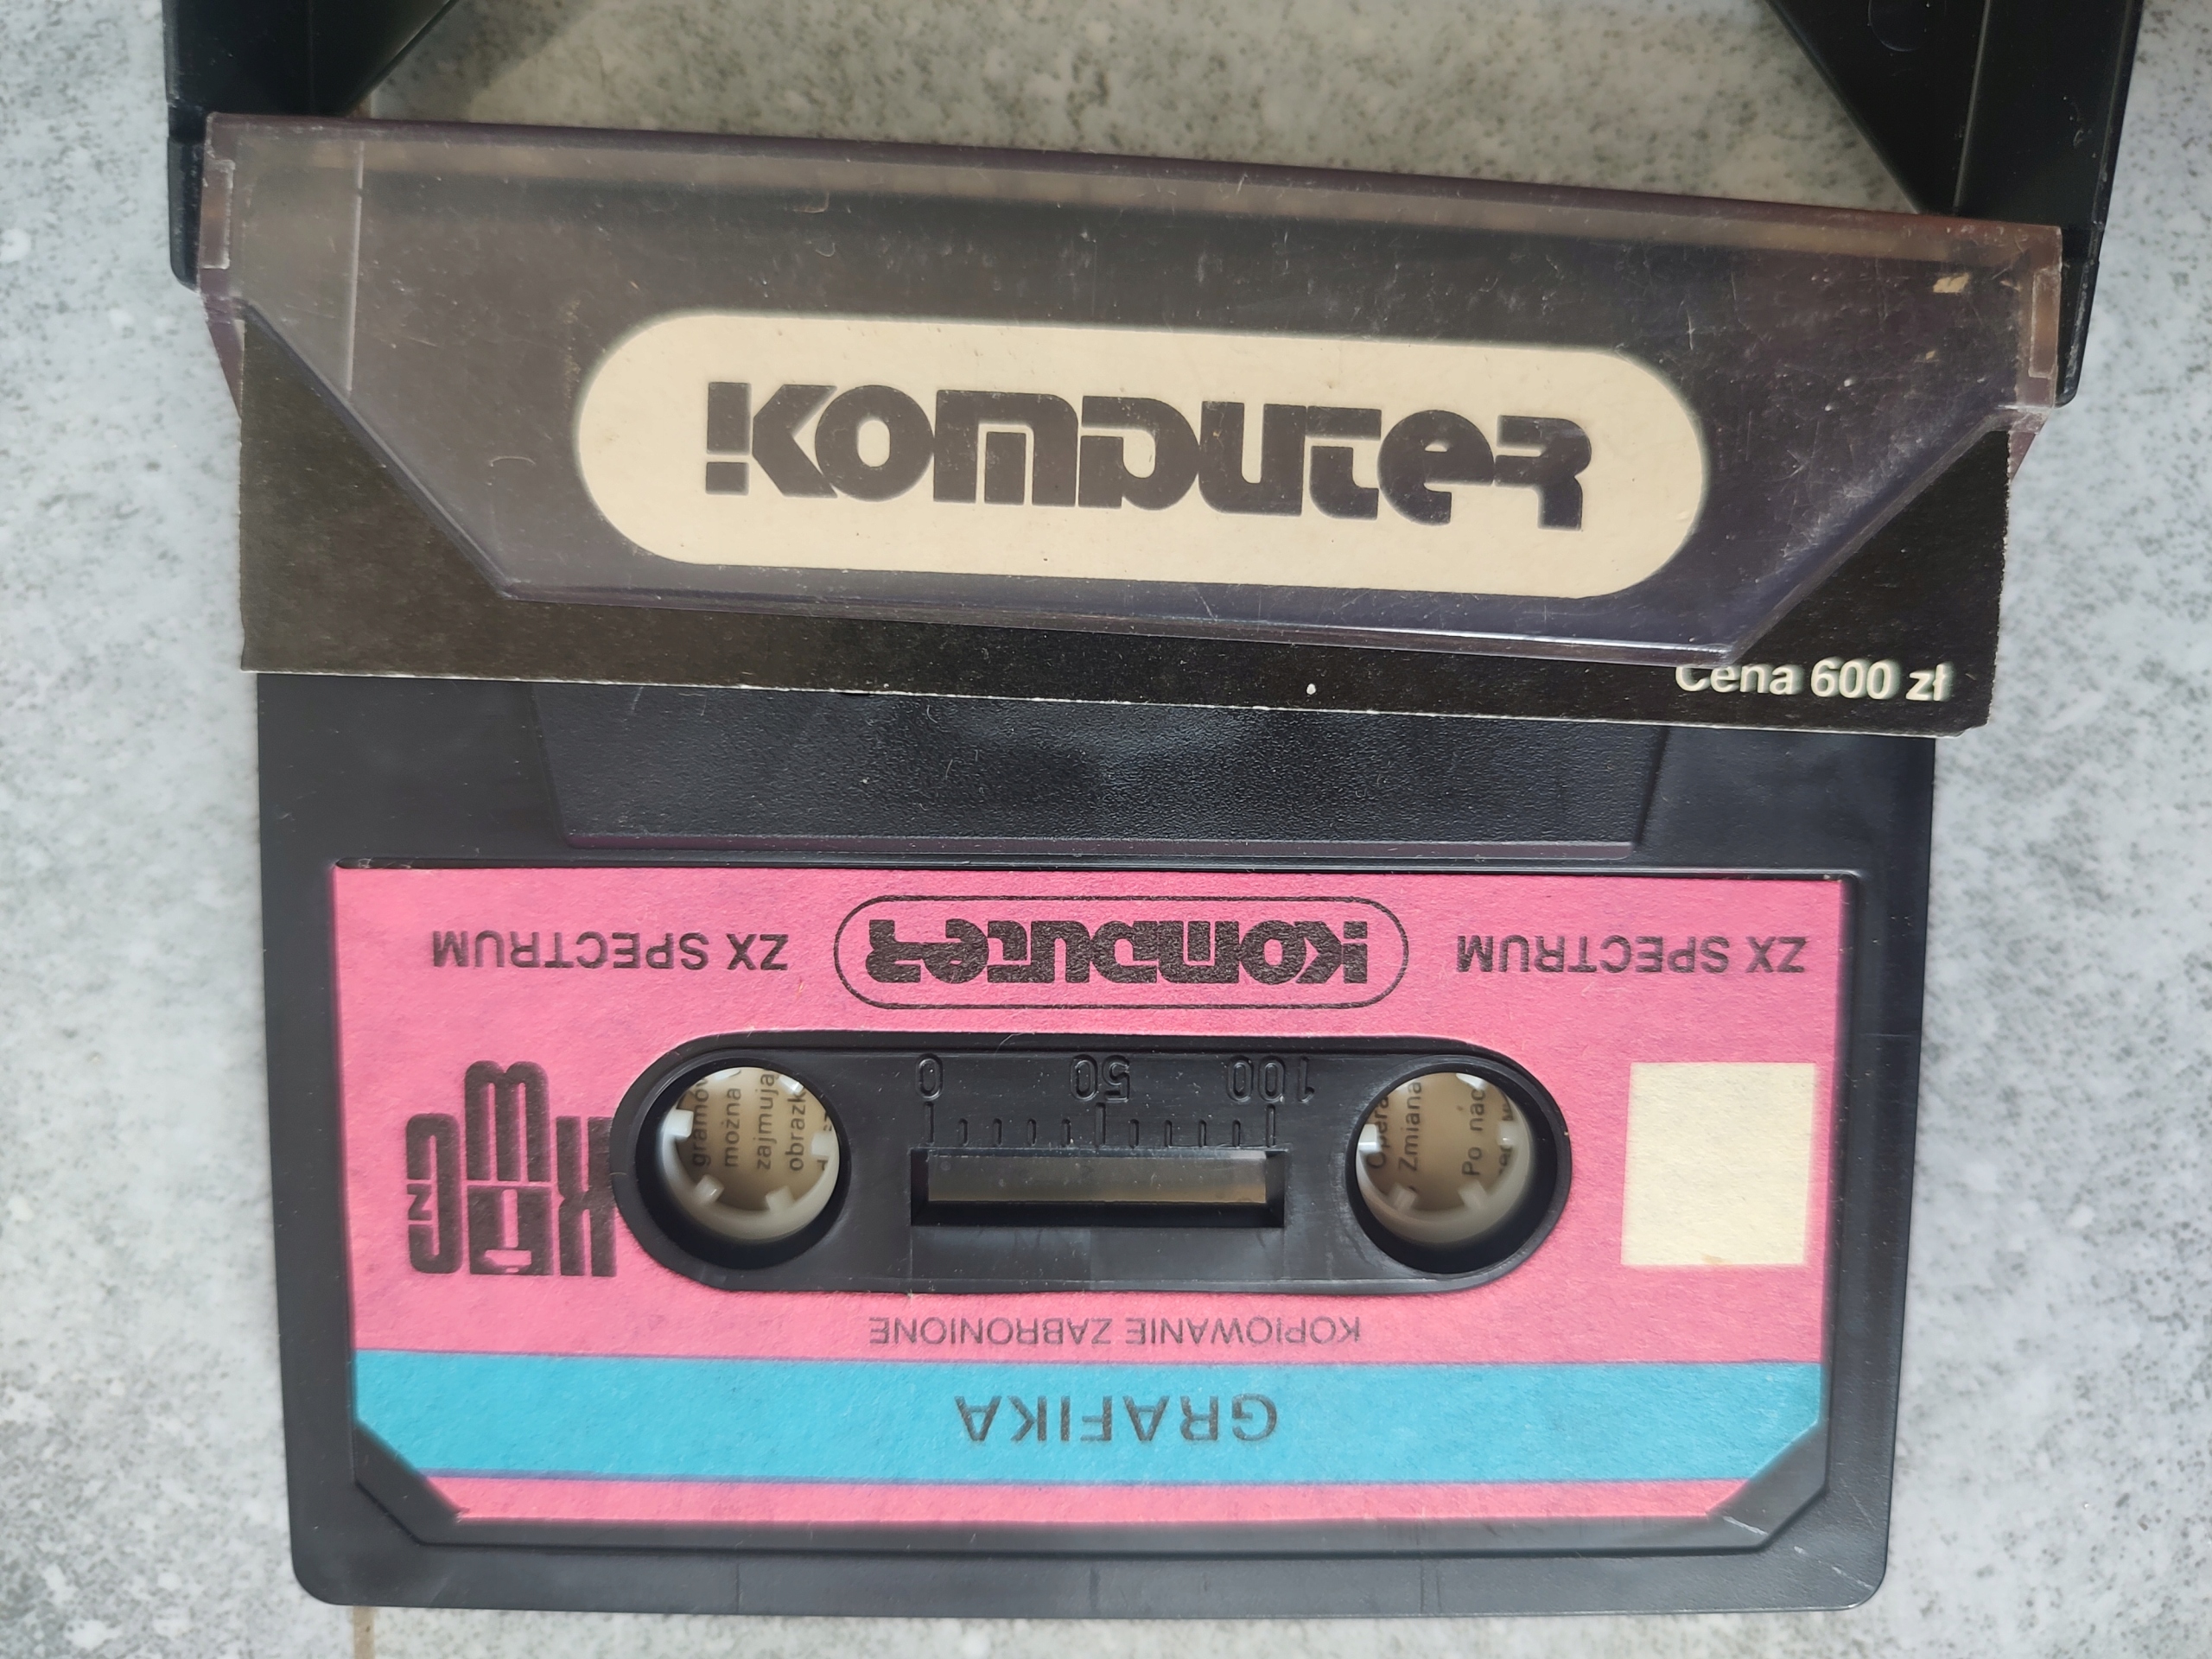 KOMPUTER
Cena 600 zł
ZX SPECTRUM KOMPUTER ZX SPECTRUM
0 50 100
można
zajmują
Zmiana
Po
KOPIOWANIE ZABRONIONE
GRAFIKA